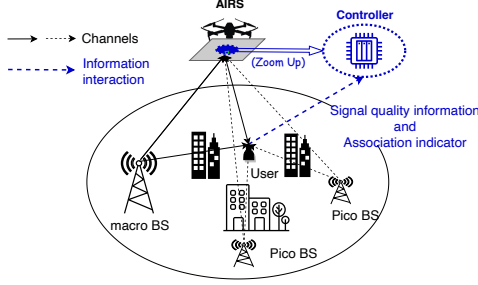 AIRS
Controller
Channels
Information
interaction
(Zoom Up)
Signal quality information
and
Association indicator
User
macro BS
Pico BS
Pico BS